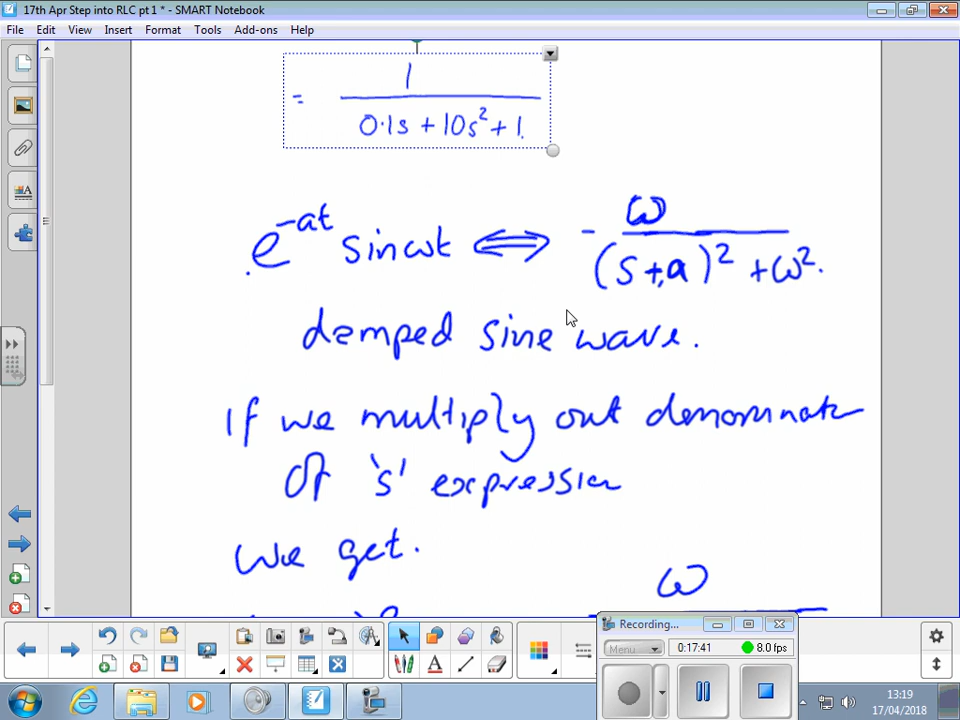 17th Apr Step into RLC pt 1 * - SMART Notebook
File Edit View Insert Format Tools Add-ons Help
= 1
0.1s + 10s² + 1.
e^-at sinωt ⇔ ω
(s+a)² + ω².
damped sine wave.
If we multiply out denominator
of 's' expression
we get.
ω
Recording...
Menu 0:17:41 8.0 fps
13:19
17/04/2018